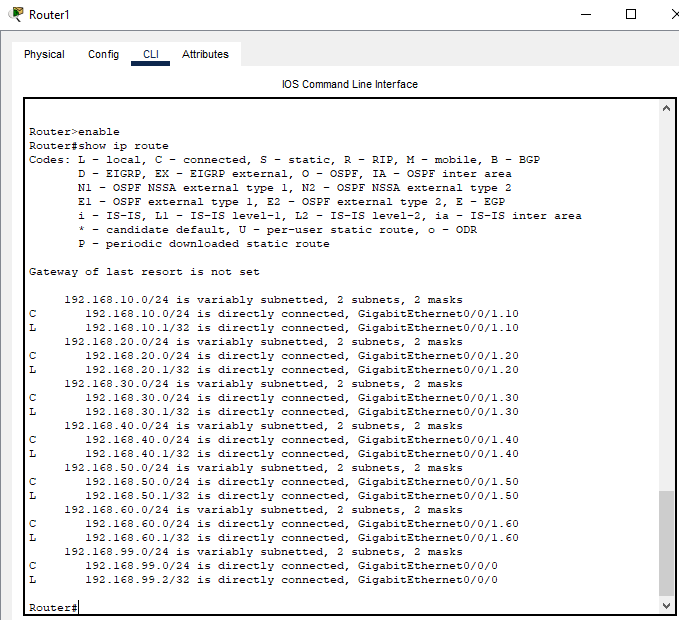 Router1
Physical Config CLI Attributes
IOS Command Line Interface
Router>enable
Router#show ip route
Codes: L - local, C - connected, S - static, R - RIP, M - mobile, B - BGP
D - EIGRP, EX - EIGRP external, O - OSPF, IA - OSPF inter area
N1 - OSPF NSSA external type 1, N2 - OSPF NSSA external type 2
E1 - OSPF external type 1, E2 - OSPF external type 2, E - EGP
i - IS-IS, L1 - IS-IS level-1, L2 - IS-IS level-2, ia - IS-IS inter area
* - candidate default, U - per-user static route, o - ODR
P - periodic downloaded static route
Gateway of last resort is not set
192.168.10.0/24 is variably subnetted, 2 subnets, 2 masks
C 192.168.10.0/24 is directly connected, GigabitEthernet0/0/1.10
L 192.168.10.1/32 is directly connected, GigabitEthernet0/0/1.10
192.168.20.0/24 is variably subnetted, 2 subnets, 2 masks
C 192.168.20.0/24 is directly connected, GigabitEthernet0/0/1.20
L 192.168.20.1/32 is directly connected, GigabitEthernet0/0/1.20
192.168.30.0/24 is variably subnetted, 2 subnets, 2 masks
C 192.168.30.0/24 is directly connected, GigabitEthernet0/0/1.30
L 192.168.30.1/32 is directly connected, GigabitEthernet0/0/1.30
192.168.40.0/24 is variably subnetted, 2 subnets, 2 masks
C 192.168.40.0/24 is directly connected, GigabitEthernet0/0/1.40
L 192.168.40.1/32 is directly connected, GigabitEthernet0/0/1.40
192.168.50.0/24 is variably subnetted, 2 subnets, 2 masks
C 192.168.50.0/24 is directly connected, GigabitEthernet0/0/1.50
L 192.168.50.1/32 is directly connected, GigabitEthernet0/0/1.50
192.168.60.0/24 is variably subnetted, 2 subnets, 2 masks
C 192.168.60.0/24 is directly connected, GigabitEthernet0/0/1.60
L 192.168.60.1/32 is directly connected, GigabitEthernet0/0/1.60
192.168.99.0/24 is variably subnetted, 2 subnets, 2 masks
C 192.168.99.0/24 is directly connected, GigabitEthernet0/0/0
L 192.168.99.2/32 is directly connected, GigabitEthernet0/0/0
Router#